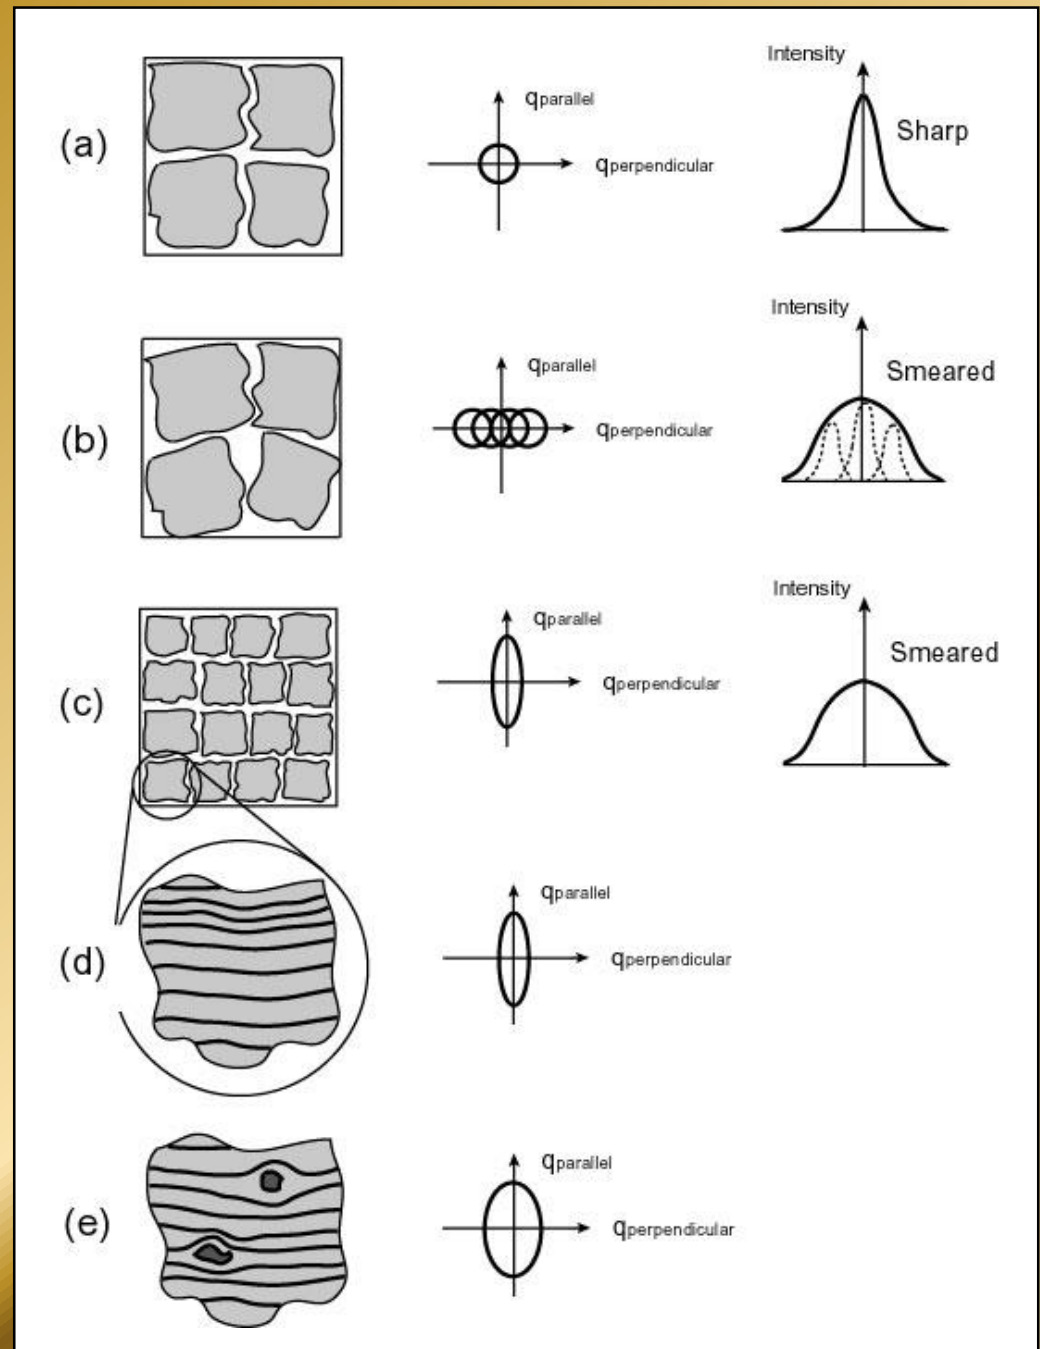 (a)
qparallel
qperpendicular
Intensity
Sharp
(b)
qparallel
qperpendicular
Intensity
Smeared
(c)
qparallel
qperpendicular
Intensity
Smeared
(d)
qparallel
qperpendicular
(e)
qparallel
qperpendicular